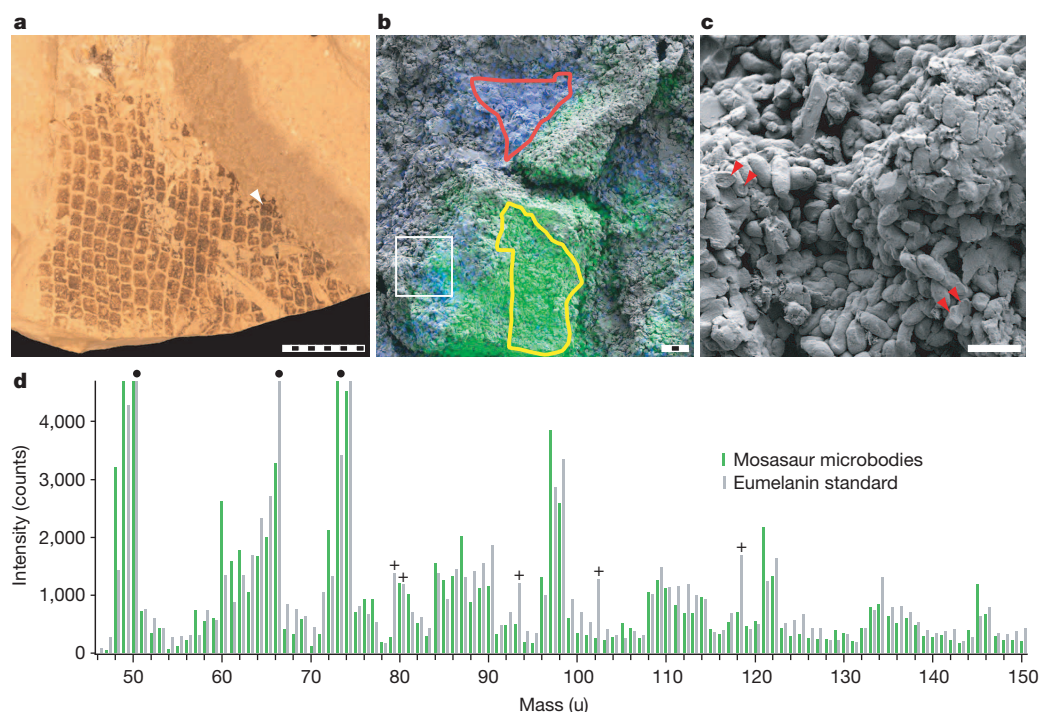 a
b
c
d
4,000
3,000
2,000
1,000
0
Intensity (counts)
Mosasaur microbodies
Eumelanin standard
+
+
+
+
+
50
60
70
80
90
100
110
120
130
140
150
Mass (u)